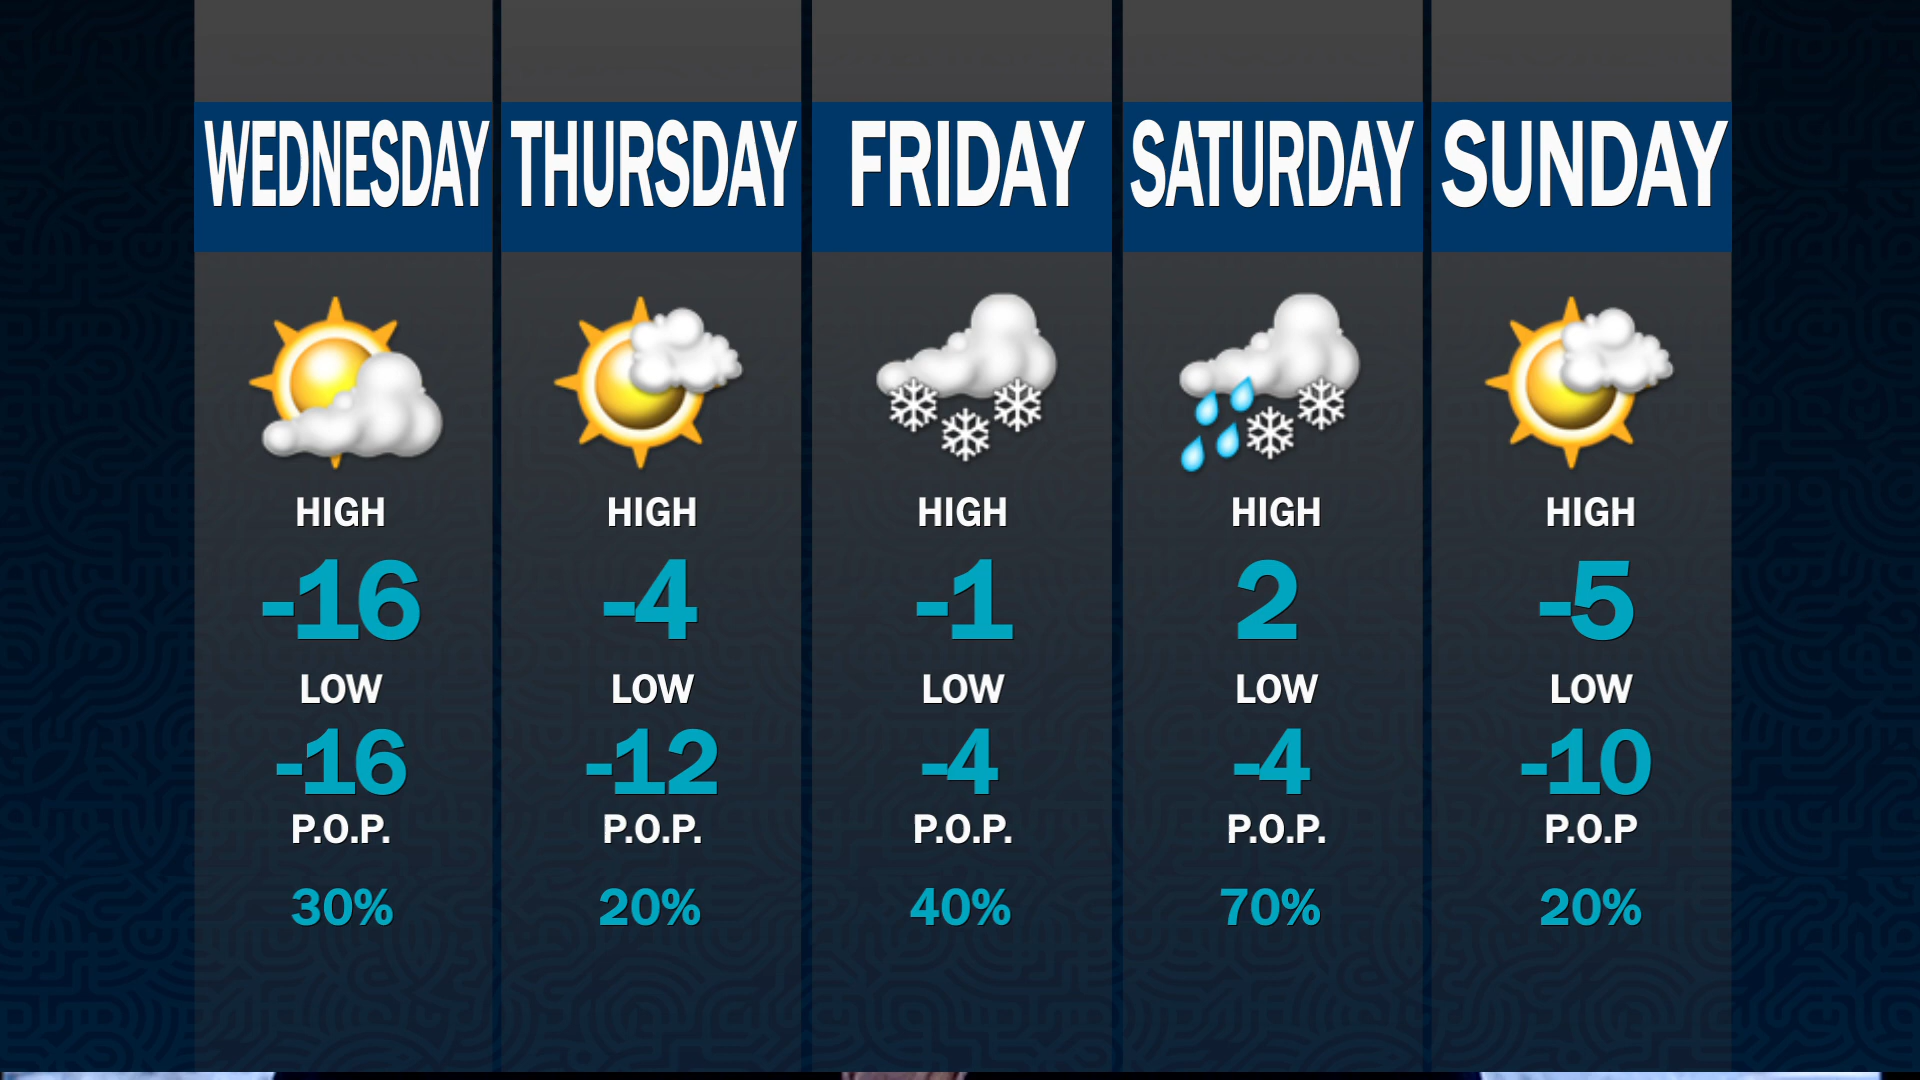 WEDNESDAY THURSDAY FRIDAY SATURDAY SUNDAY
HIGH HIGH HIGH HIGH HIGH
-16 -4 -1 2 -5
LOW LOW LOW LOW LOW
-16 -12 -4 -4 -10
P.O.P. P.O.P. P.O.P. P.O.P. P.O.P
30% 20% 40% 70% 20%